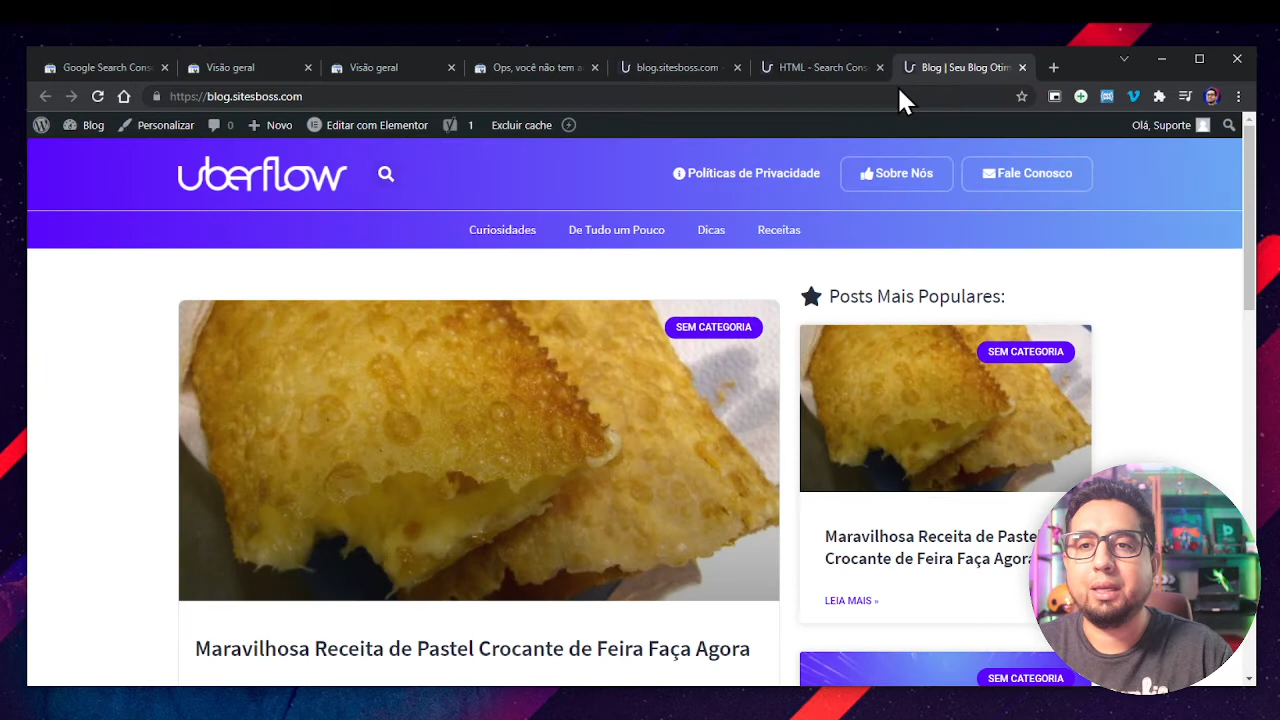 Google Search Cons
Visão geral
Visão geral
Ops, você não tem a
blog.sitesboss.com -
HTML - Search Cons
Blog | Seu Blog Otim
https://blog.sitesboss.com
Blog
Personalizar
0
Novo
Editar com Elementor
1
Excluir cache
Olá, Suporte
uberflow
Políticas de Privacidade
Sobre Nós
Fale Conosco
Curiosidades
De Tudo um Pouco
Dicas
Receitas
SEM CATEGORIA
Maravilhosa Receita de Pastel Crocante de Feira Faça Agora
Posts Mais Populares:
SEM CATEGORIA
Maravilhosa Receita de Paste
Crocante de Feira Faça Agora
LEIA MAIS »
SEM CATEGORIA